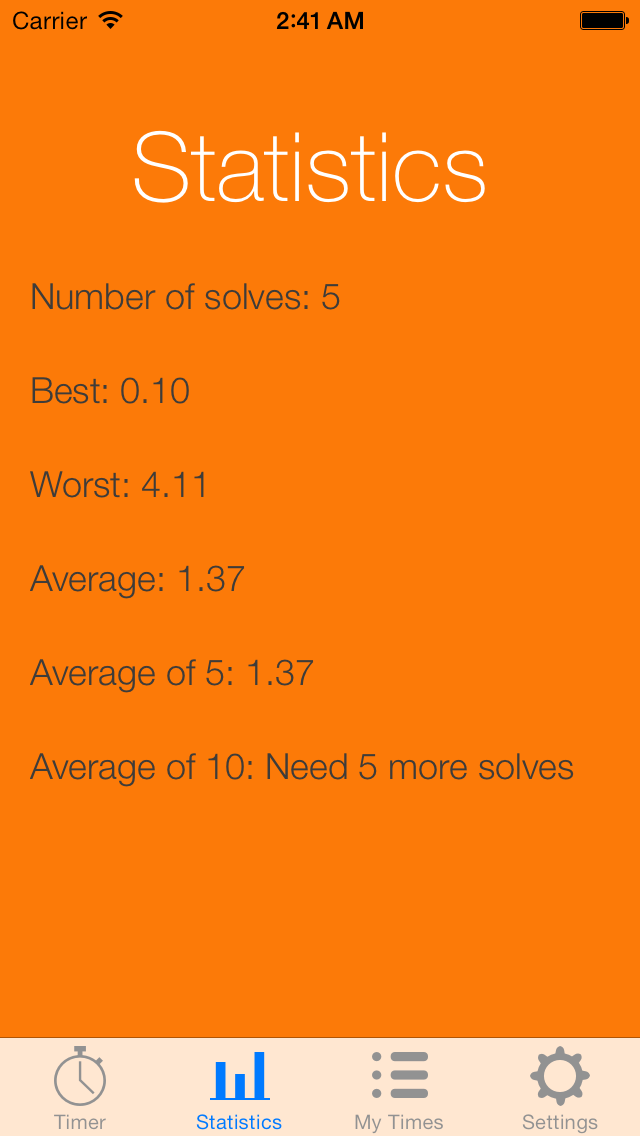 Carrier 2:41 AM
Statistics
Number of solves: 5
Best: 0.10
Worst: 4.11
Average: 1.37
Average of 5: 1.37
Average of 10: Need 5 more solves
Timer Statistics My Times Settings